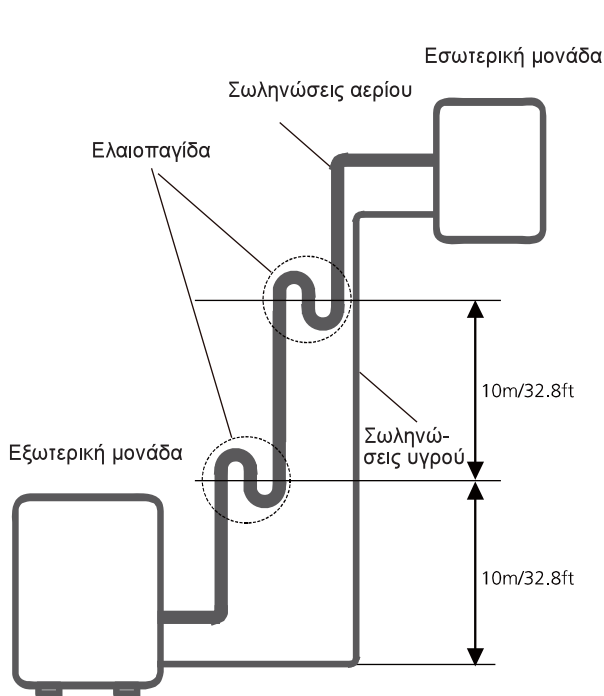 Εσωτερική μονάδα
Σωληνώσεις αερίου
Ελαιοπαγίδα
10m/32.8ft
Σωληνώ-
σεις υγρού
Εξωτερική μονάδα
10m/32.8ft